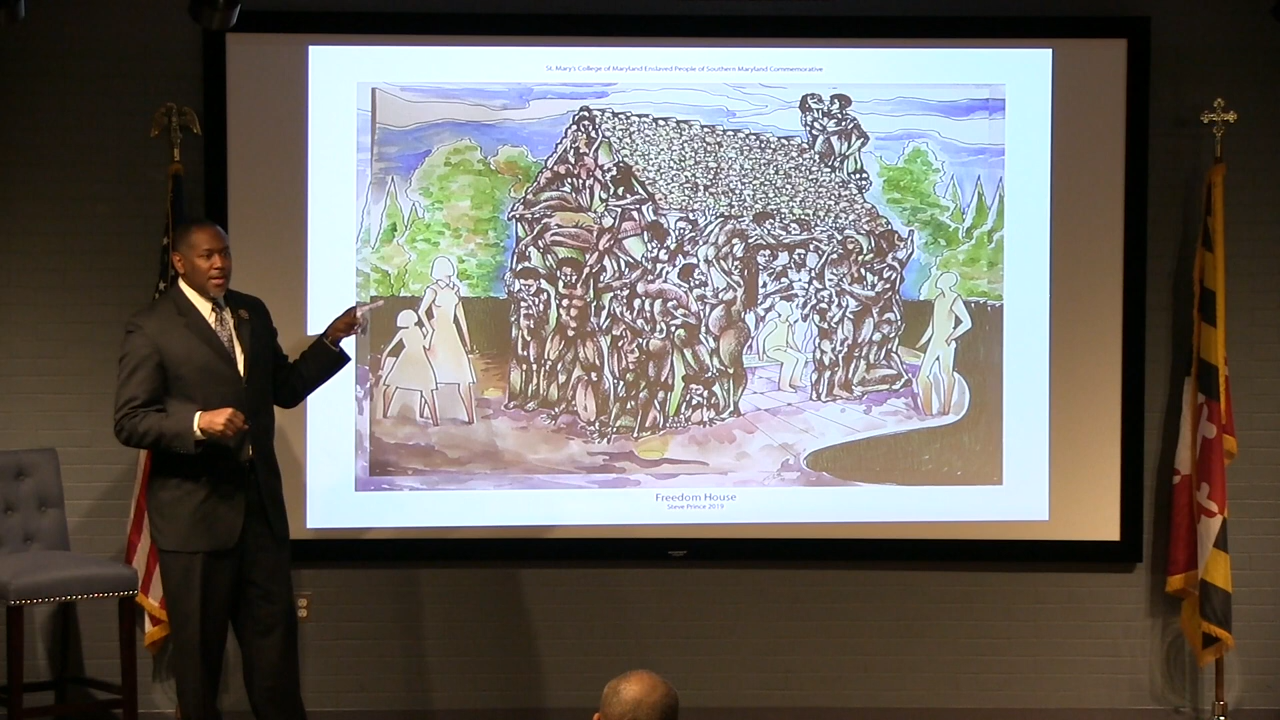 St. Mary's College of Maryland Enslaved People of Southern Maryland Commemorative
Freedom House
Steve Prince 2019